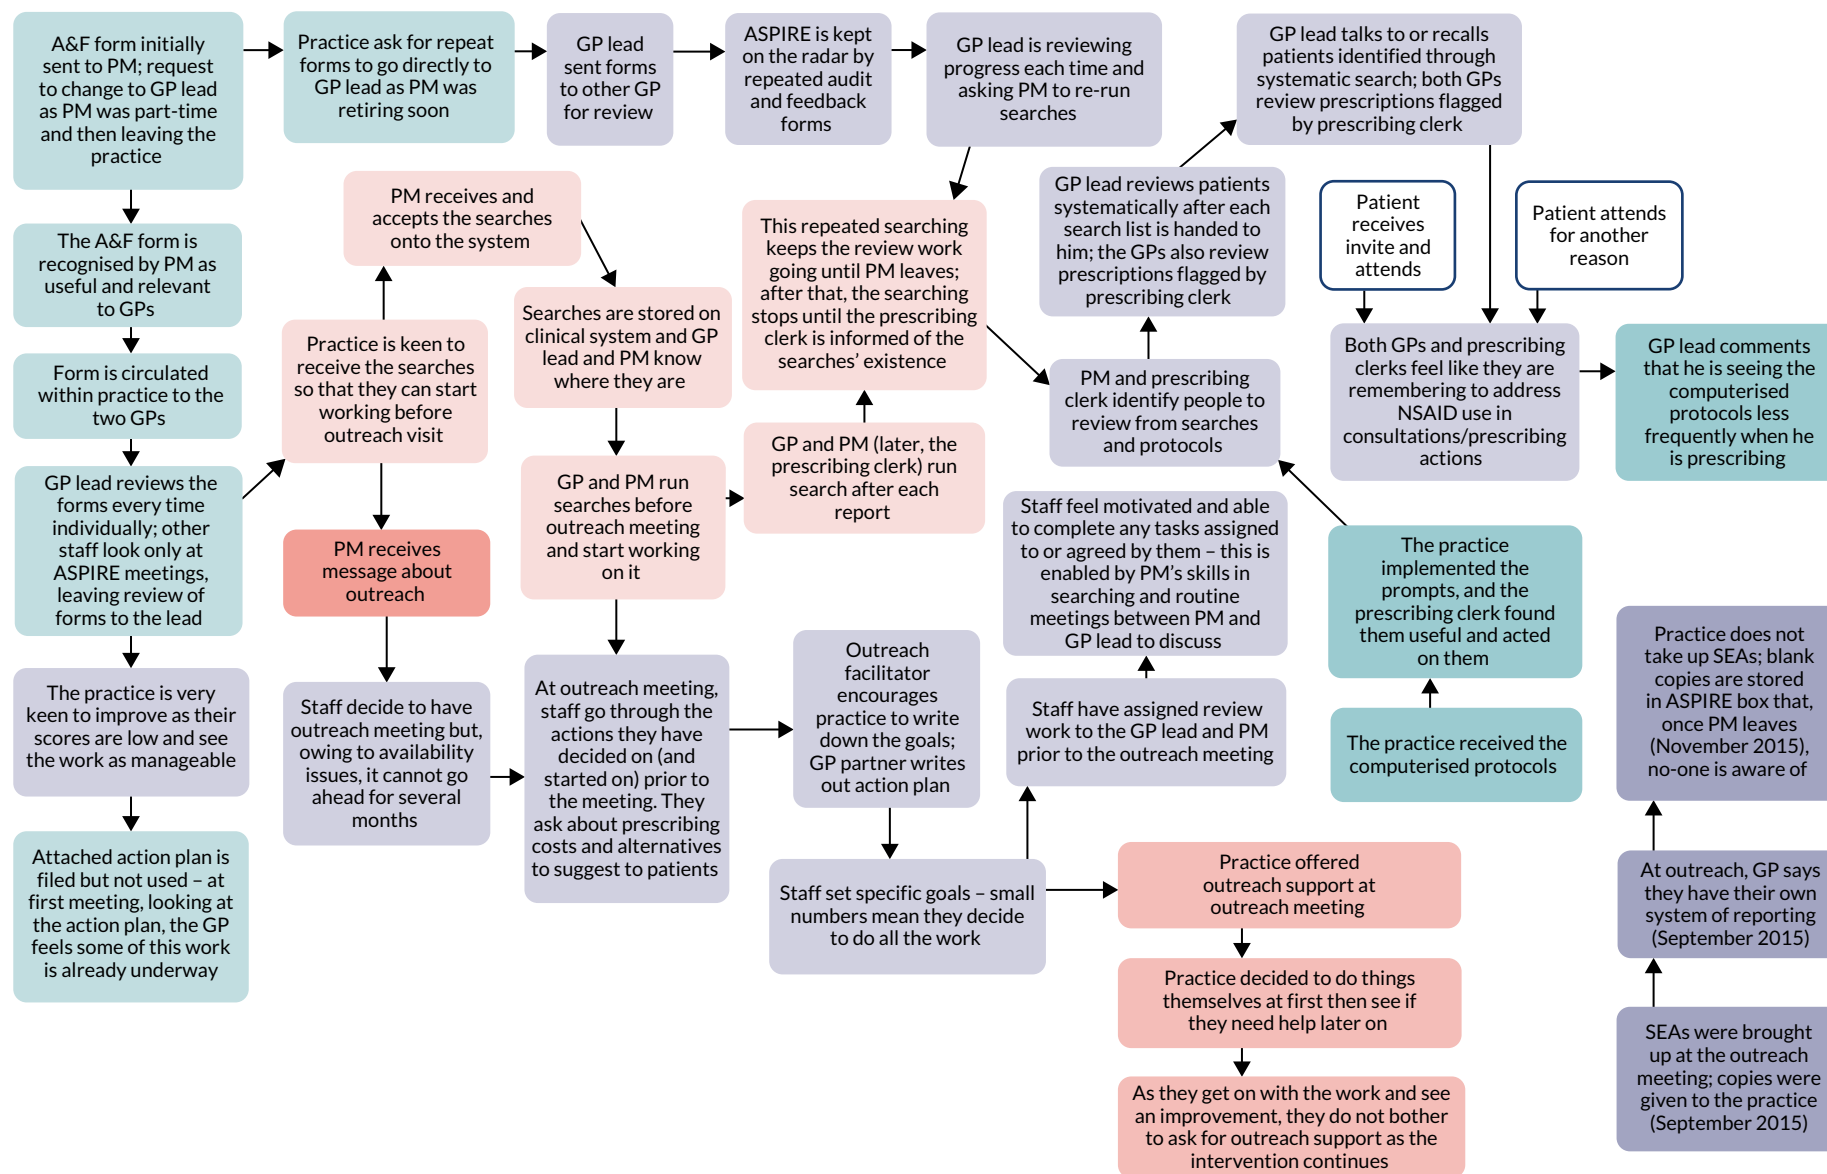 A&F form initially
sent to PM; request
to change to GP lead
as PM was part-time
and then leaving the
practice
Practice ask for repeat
forms to go directly to
GP lead as PM was
retiring soon
GP lead
sent forms
to other GP
for review
ASPIRE is kept
on the radar by
repeated audit
and feedback
forms
GP lead is reviewing
progress each time and
asking PM to re-run
searches
GP lead talks to or recalls
patients identified through
systematic search; both GPs
review prescriptions flagged
by prescribing clerk
The A&F form is
recognised by PM as
useful and relevant
to GPs
Form is circulated
within practice to the
two GPs
GP lead reviews the
forms every time
individually; other
staff look only at
ASPIRE meetings,
leaving review of
forms to the lead
The practice is very
keen to improve as their
scores are low and see
the work as manageable
Attached action plan is
filed but not used – at
first meeting, looking at
the action plan, the GP
feels some of this work
is already underway
PM receives and
accepts the searches
onto the system
Practice is keen to
receive the searches
so that they can start
working before
outreach visit
PM receives
message about
outreach
Staff decide to have
outreach meeting but,
owing to availability
issues, it cannot go
ahead for several
months
Searches are stored on
clinical system and GP
lead and PM know
where they are
GP and PM run
searches before
outreach meeting
and start working
on it
At outreach meeting,
staff go through the
actions they have
decided on (and
started on) prior to
the meeting. They
ask about prescribing
costs and alternatives
to suggest to patients
This repeated searching
keeps the review work
going until PM leaves;
after that, the searching
stops until the prescribing
clerk is informed of the
searches’ existence
GP and PM (later, the
prescribing clerk) run
search after each
report
Outreach
facilitator
encourages
practice to write
down the goals;
GP partner writes
out action plan
Staff set specific goals – small
numbers mean they decide
to do all the work
GP lead reviews patients
systematically after each
search list is handed to
him; the GPs also review
prescriptions flagged by
prescribing clerk
PM and prescribing
clerk identify people to
review from searches
and protocols
Staff feel motivated and able
to complete any tasks assigned
to or agreed by them – this is
enabled by PM’s skills in
searching and routine
meetings between PM and
GP lead to discuss
Staff have assigned review
work to the GP lead and PM
prior to the outreach meeting
Practice offered
outreach support at
outreach meeting
Practice decided to do things
themselves at first then see if
they need help later on
As they get on with the work and see
an improvement, they do not bother
to ask for outreach support as the
intervention continues
Patient
receives
invite and
attends
Patient attends
for another
reason
Both GPs and prescribing
clerks feel like they are
remembering to address
NSAID use in
consultations/prescribing
actions
GP lead comments
that he is seeing the
computerised
protocols less
frequently when he
is prescribing
The practice
implemented the
prompts, and the
prescribing clerk found
them useful and acted
on them
The practice received the
computerised protocols
Practice does not
take up SEAs; blank
copies are stored
in ASPIRE box that,
once PM leaves
(November 2015),
no-one is aware of
At outreach, GP says
they have their own
system of reporting
(September 2015)
SEAs were brought
up at the outreach
meeting; copies were
given to the practice
(September 2015)